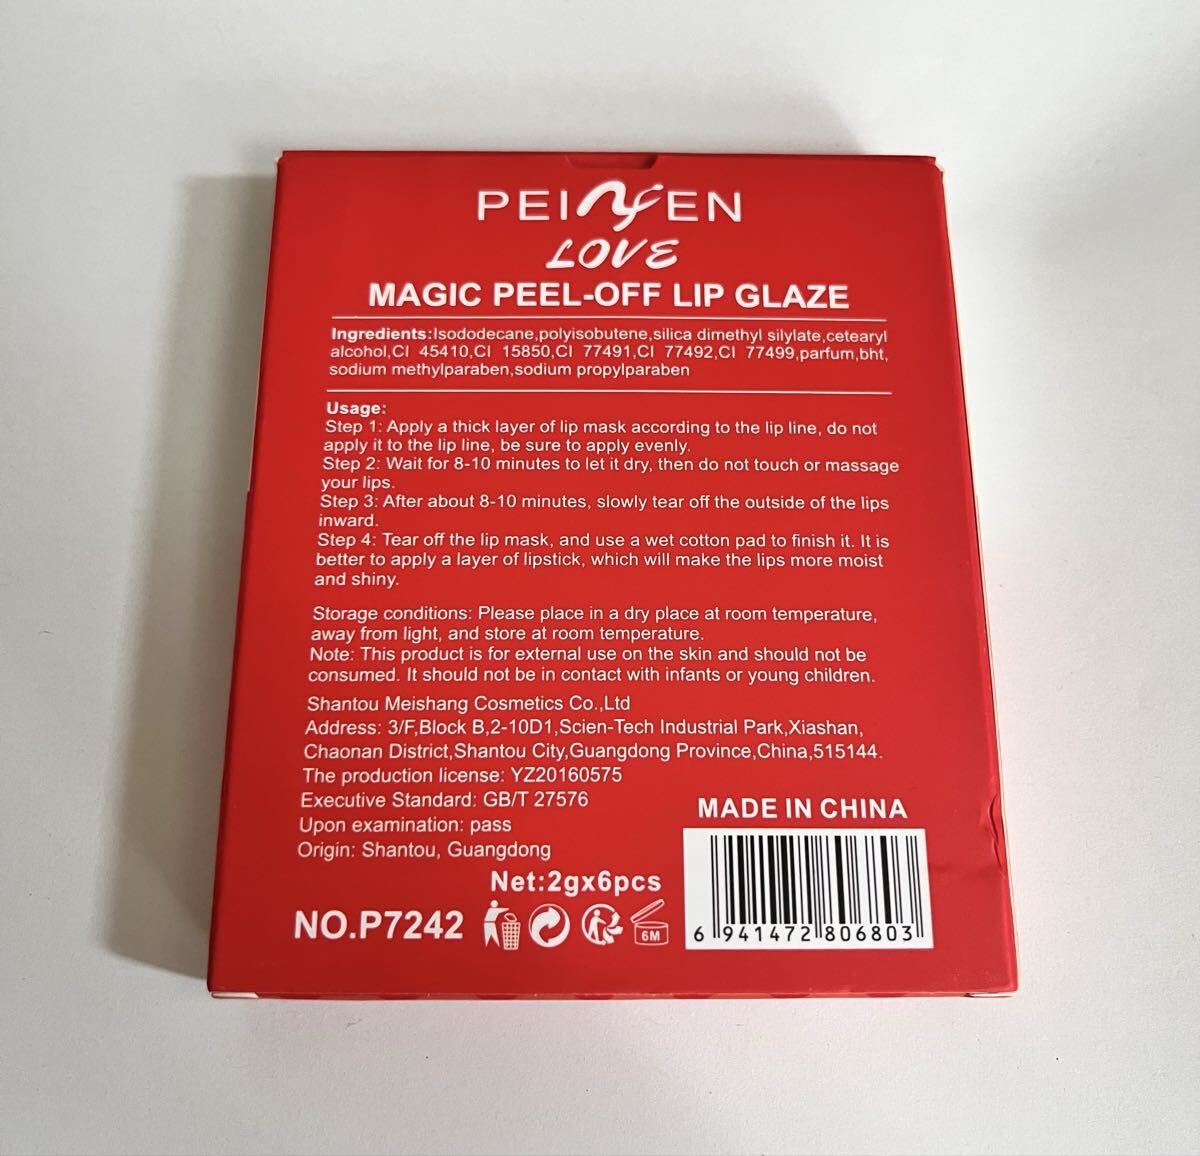 PEI EN
LOVE
MAGIC PEEL-OFF LIP GLAZE
Ingredients:Isododecane,polyisobutene,silica dimethyl silylate,cetearyl
alcohol,CI 45410,CI 15850,CI 77491,CI 77492,CI 77499,parfum,bht,
sodium methylparaben,sodium propylparaben
Usage:
Step 1: Apply a thick layer of lip mask according to the lip line, do not
apply it to the lip line, be sure to apply evenly.
Step 2: Wait for 8-10 minutes to let it dry, then do not touch or massage
your lips.
Step 3: After about 8-10 minutes, slowly tear off the outside of the lips
inward.
Step 4: Tear off the lip mask, and use a wet cotton pad to finish it. It is
better to apply a layer of lipstick, which will make the lips more moist
and shiny.
Storage conditions: Please place in a dry place at room temperature,
away from light, and store at room temperature.
Note: This product is for external use on the skin and should not be
consumed. It should not be in contact with infants or young children.
Shantou Meishang Cosmetics Co.,Ltd
Address: 3/F,Block B,2-10D1,Scien-Tech Industrial Park,Xiashan,
Chaonan District,Shantou City,Guangdong Province,China,515144.
The production license: YZ20160575
Executive Standard: GB/T 27576
Upon examination: pass
Origin: Shantou, Guangdong
MADE IN CHINA
Net:2gx6pcs
NO.P7242
6M
6 941472 806803